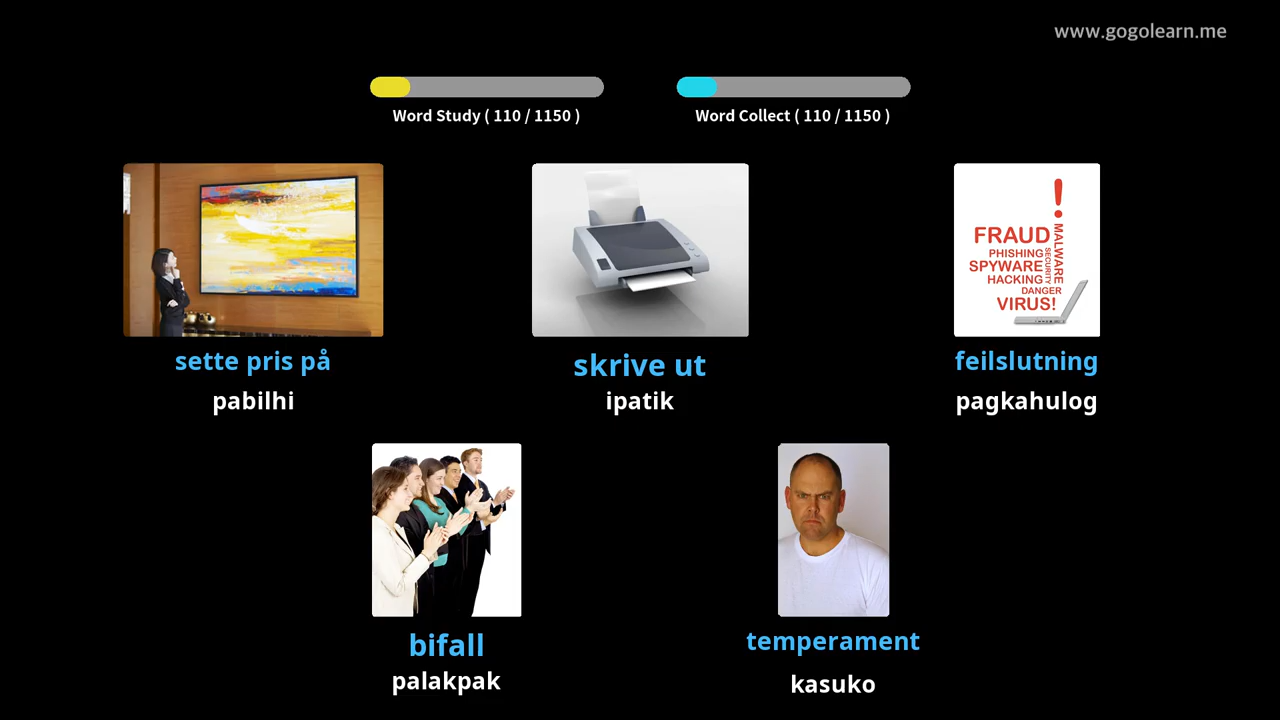 www.gogolearn.me
Word Study ( 110 / 1150 )
Word Collect ( 110 / 1150 )
!
FRAUD
PHISHING
SPYWARE
HACKING
DANGER
VIRUS!
MALWARE
SECURITY
sette pris på
skrive ut
feilslutning
pabilhi
ipatik
pagkahulog
bifall
temperament
palakpak
kasuko